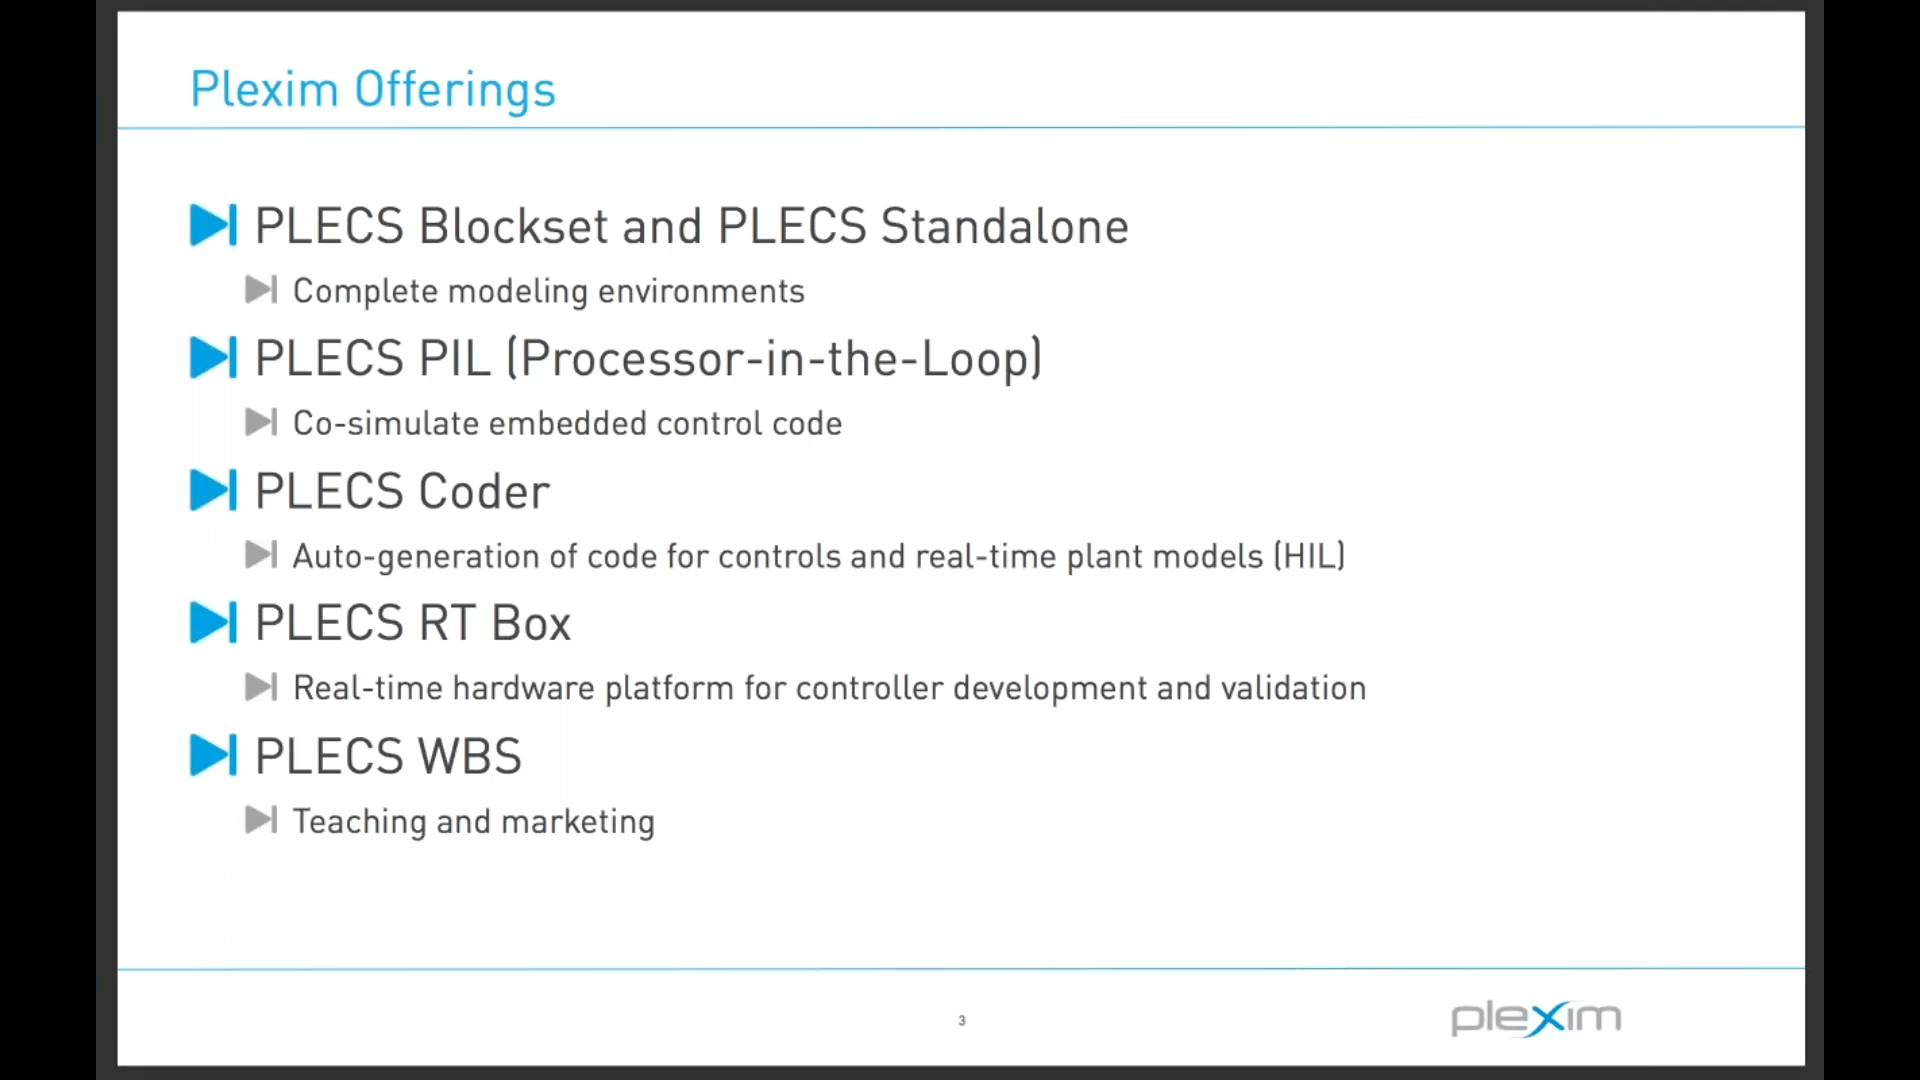 Plexim Offerings
PLECS Blockset and PLECS Standalone
Complete modeling environments
PLECS PIL (Processor-in-the-Loop)
Co-simulate embedded control code
PLECS Coder
Auto-generation of code for controls and real-time plant models (HIL)
PLECS RT Box
Real-time hardware platform for controller development and validation
PLECS WBS
Teaching and marketing
3
plexim